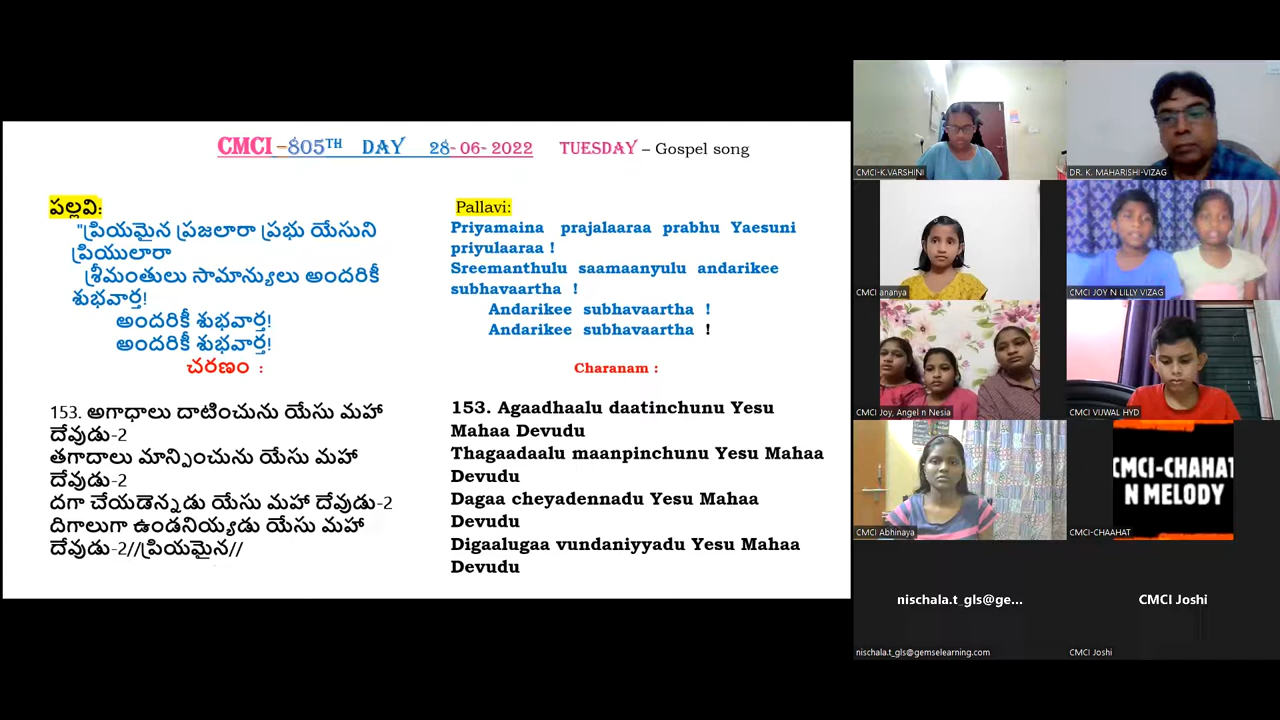 CMCI –805TH DAY 28- 06- 2022 TUESDAY – Gospel song
పల్లవి:
"ప్రియమైన ప్రజలారా ప్రభు యేసుని
ప్రియులారా
శ్రీమంతులు సామాన్యులు అందరికీ
శుభవార్త!
అందరికీ శుభవార్త!
అందరికీ శుభవార్త!
చరణం :
153. అగాధాలు దాటించును యేసు మహా
దేవుడు-2
తగాదాలు మాన్పించును యేసు మహా
దేవుడు-2
దగా చేయడెన్నడు యేసు మహా దేవుడు-2
దిగాలుగా ఉండనియ్యడు యేసు మహా
దేవుడు-2//ప్రియమైన//
Pallavi:
Priyamaina prajalaaraa prabhu Yaesuni
priyulaaraa !
Sreemanthulu saamaanyulu andarikee
subhavaartha !
Andarikee subhavaartha !
Andarikee subhavaartha !
Charanam :
153. Agaadhaalu daatinchunu Yesu
Mahaa Devudu
Thagaadaalu maanpinchunu Yesu Mahaa
Devudu
Dagaa cheyadennadu Yesu Mahaa
Devudu
Digaalugaa vundaniyyadu Yesu Mahaa
Devudu
CMCI-K.VARSHINI
DR. K. MAHARISHI-VIZAG
CMCI ananya
CMCI JOY N LILLY-VIZAG
CMCI Joy, Angel n Nesia
CMCI VIJWAL HYD
CMCI Abhinaya
CMCI-CHAHAT
N MELODY
CMCI-CHAAHAT
nischala.t_gls@ge...
nischala.t_gls@gemselearning.com
CMCI Joshi
CMCI Joshi